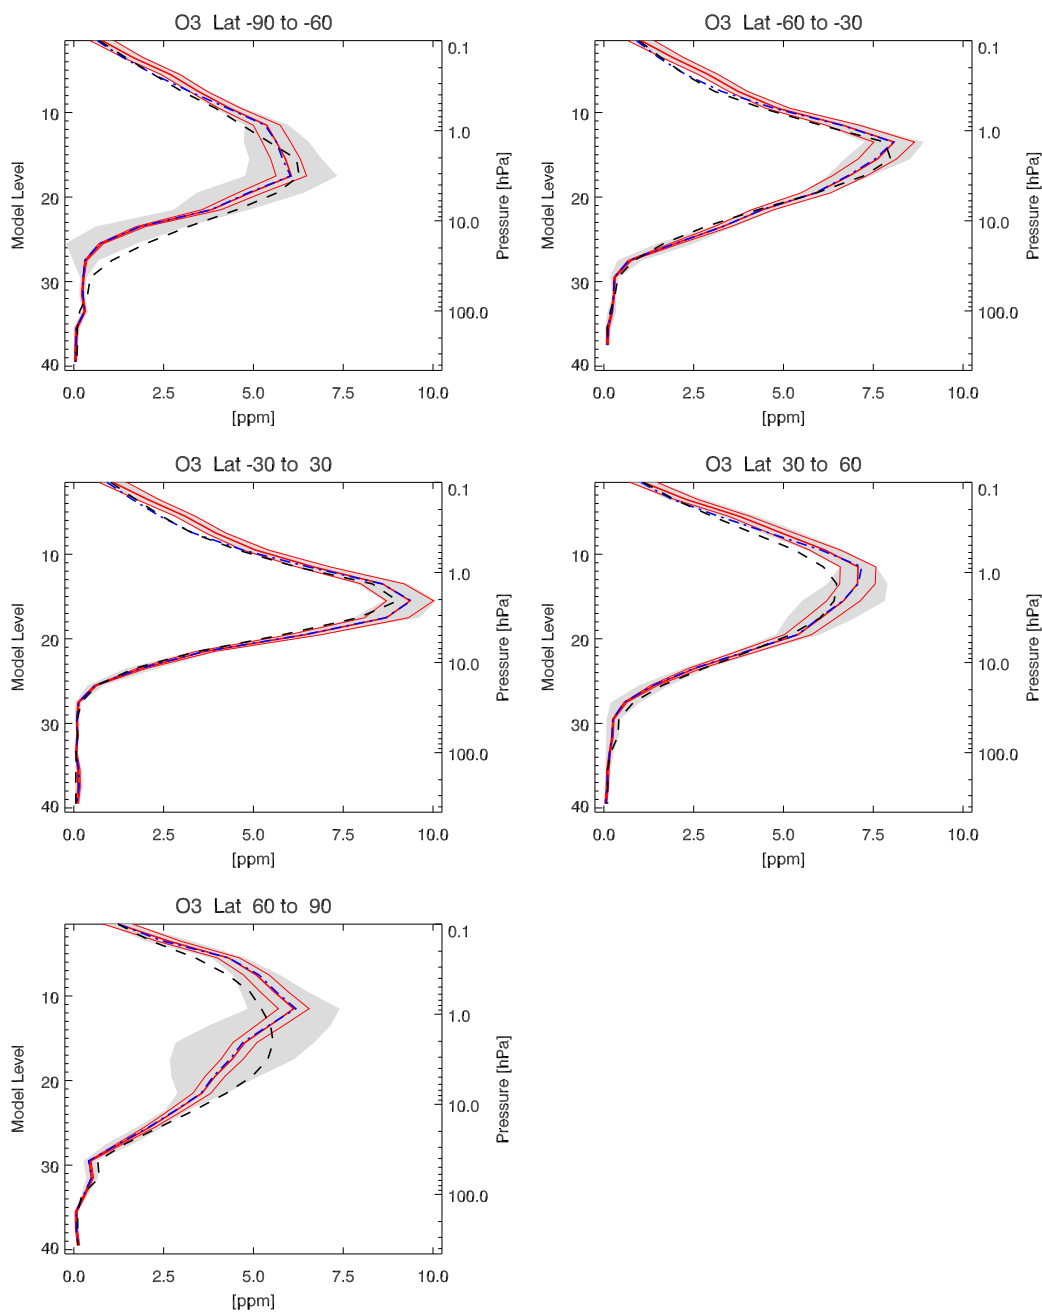 O3 Lat -90 to -60
Model Level
10
20
30
40
0.1
1.0
10.0
100.0
Pressure [hPa]
0.0 2.5 5.0 7.5 10.0
[ppm]
O3 Lat -60 to -30
Model Level
10
20
30
40
0.1
1.0
10.0
100.0
Pressure [hPa]
0.0 2.5 5.0 7.5 10.0
[ppm]
O3 Lat -30 to 30
Model Level
10
20
30
40
0.1
1.0
10.0
100.0
Pressure [hPa]
0.0 2.5 5.0 7.5 10.0
[ppm]
O3 Lat 30 to 60
Model Level
10
20
30
40
0.1
1.0
10.0
100.0
Pressure [hPa]
0.0 2.5 5.0 7.5 10.0
[ppm]
O3 Lat 60 to 90
Model Level
10
20
30
40
0.1
1.0
10.0
100.0
Pressure [hPa]
0.0 2.5 5.0 7.5 10.0
[ppm]